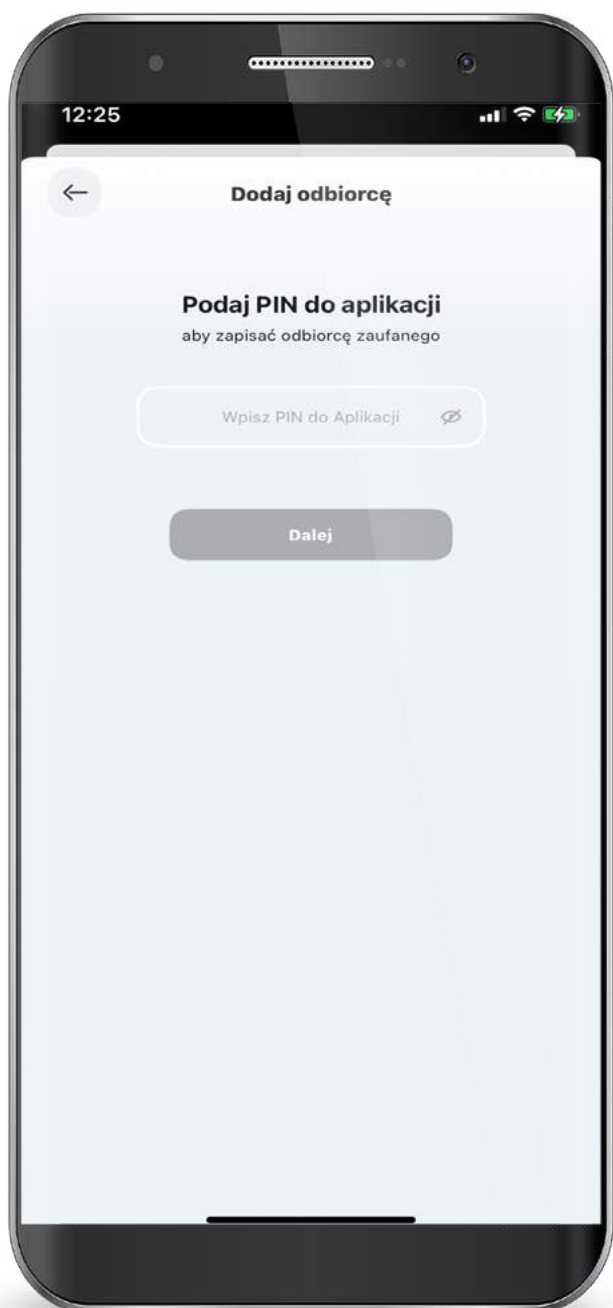 12:25
Dodaj odbiorcę
Podaj PIN do aplikacji
aby zapisać odbiorcę zaufanego
Wpisz PIN do Aplikacji
Dalej